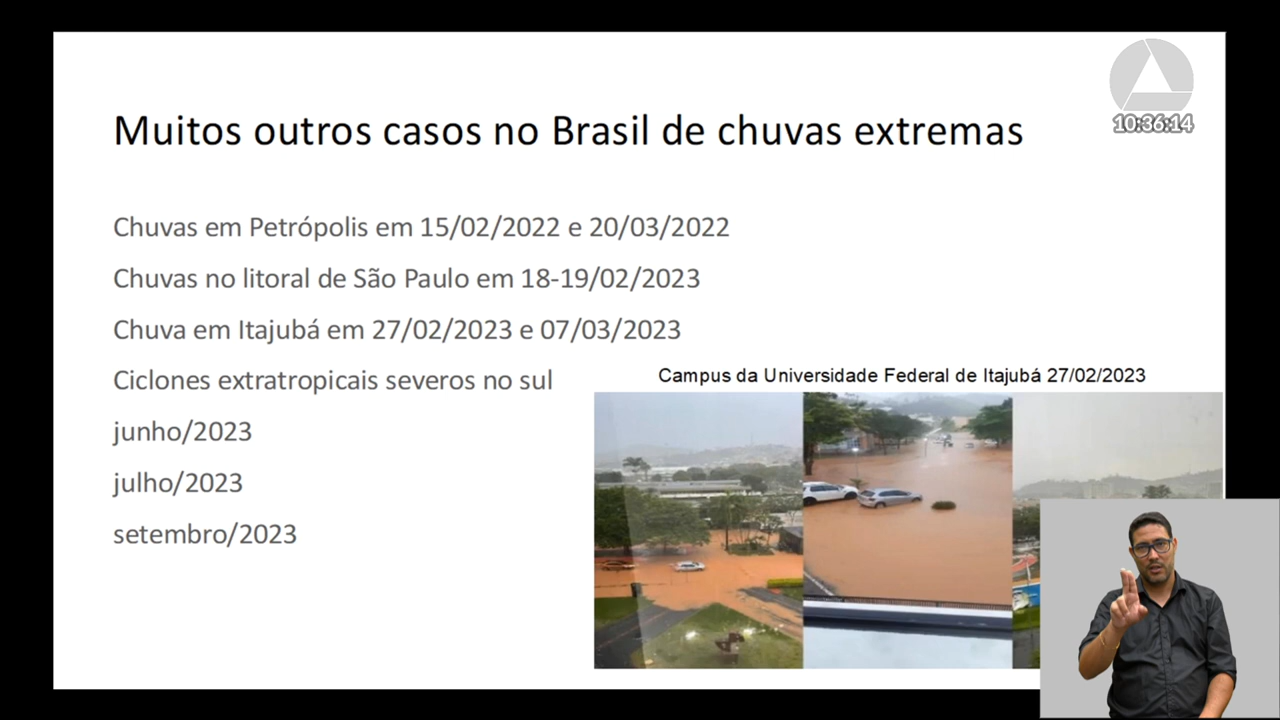 10:36:14
Muitos outros casos no Brasil de chuvas extremas
Chuvas em Petrópolis em 15/02/2022 e 20/03/2022
Chuvas no litoral de São Paulo em 18-19/02/2023
Chuva em Itajubá em 27/02/2023 e 07/03/2023
Ciclones extratropicais severos no sul
junho/2023
julho/2023
setembro/2023
Campus da Universidade Federal de Itajubá 27/02/2023